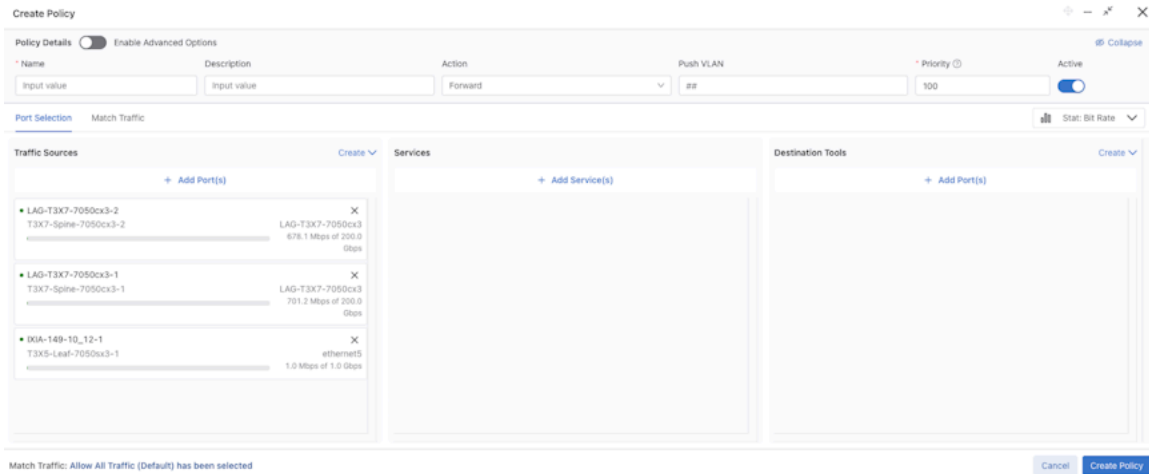 Create Policy
Policy Details Enable Advanced Options Collapse
* Name Description Action Push VLAN * Priority Active
Input value Input value Forward ## 100
Port Selection Match Traffic Stat: Bit Rate
Traffic Sources Create Services Destination Tools Create
+ Add Port(s) + Add Service(s) + Add Port(s)
LAG-T3X7-7050cx3-2
T3X7-Spine-7050cx3-2 LAG-T3X7-7050cx3
678.1 Mbps of 200.0
Gbps
LAG-T3X7-7050cx3-1
T3X7-Spine-7050cx3-1 LAG-T3X7-7050cx3
701.2 Mbps of 200.0
Gbps
IXIA-149-10_12-1
T3X5-Leaf-7050sx3-1 ethernet5
1.0 Mbps of 1.0 Gbps
Match Traffic: Allow All Traffic (Default) has been selected Cancel Create Policy